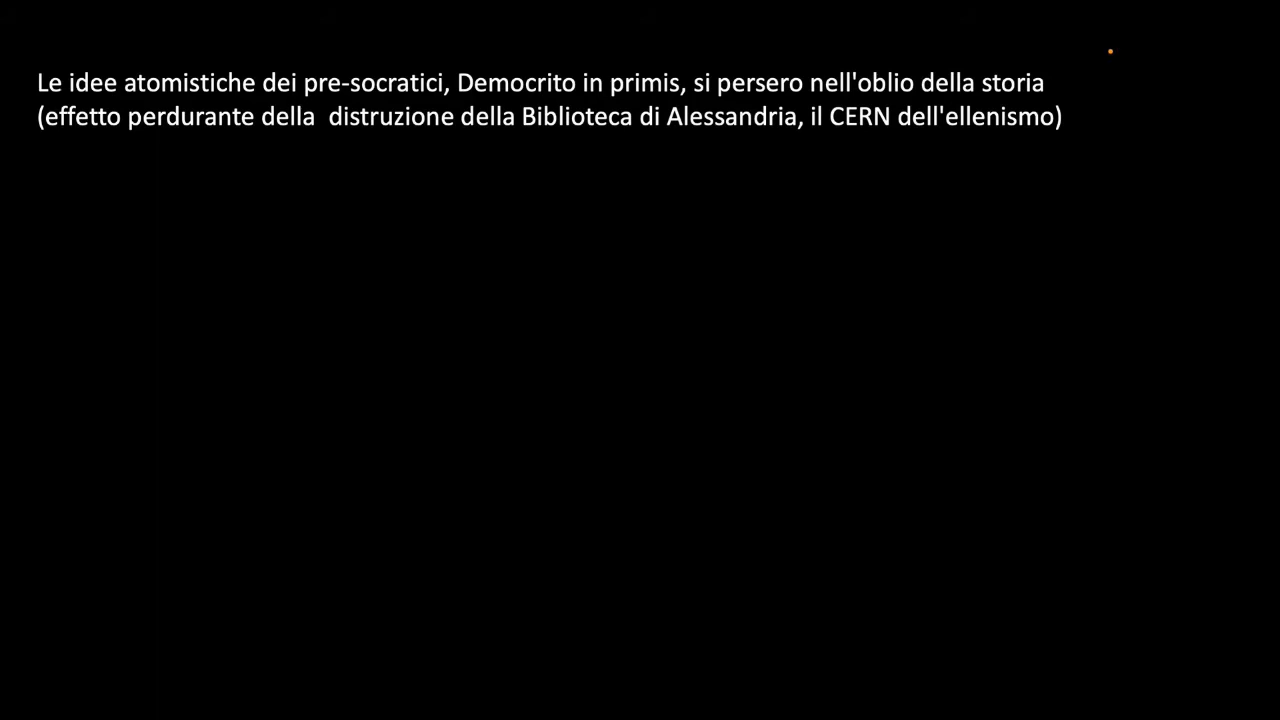 Le idee atomistiche dei pre-socratici, Democrito in primis, si persero nell'oblio della storia
(effetto perdurante della  distruzione della Biblioteca di Alessandria, il CERN dell'ellenismo)